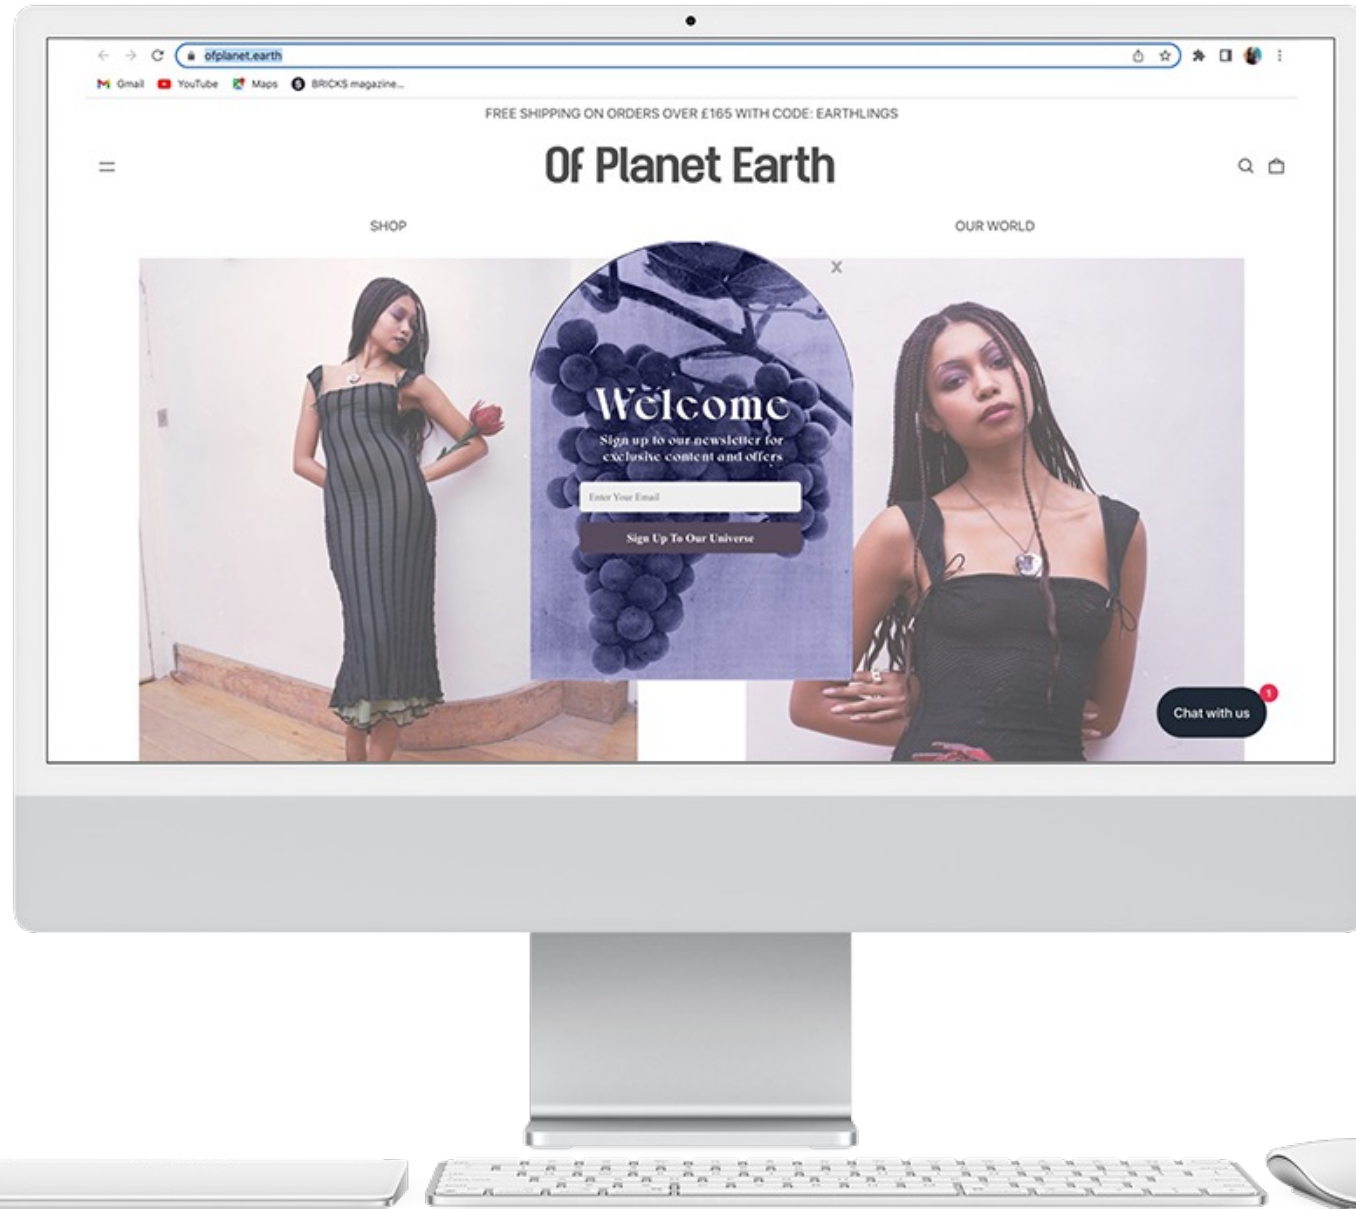 ofplanet.earth
Gmail YouTube Maps BRICKS magazine...
FREE SHIPPING ON ORDERS OVER £165 WITH CODE: EARTHLINGS
Of Planet Earth
SHOP OUR WORLD
X
Welcome
Sign up to our newsletter for
exclusive content and offers
Enter Your Email
Sign Up To Our Universe
1
Chat with us